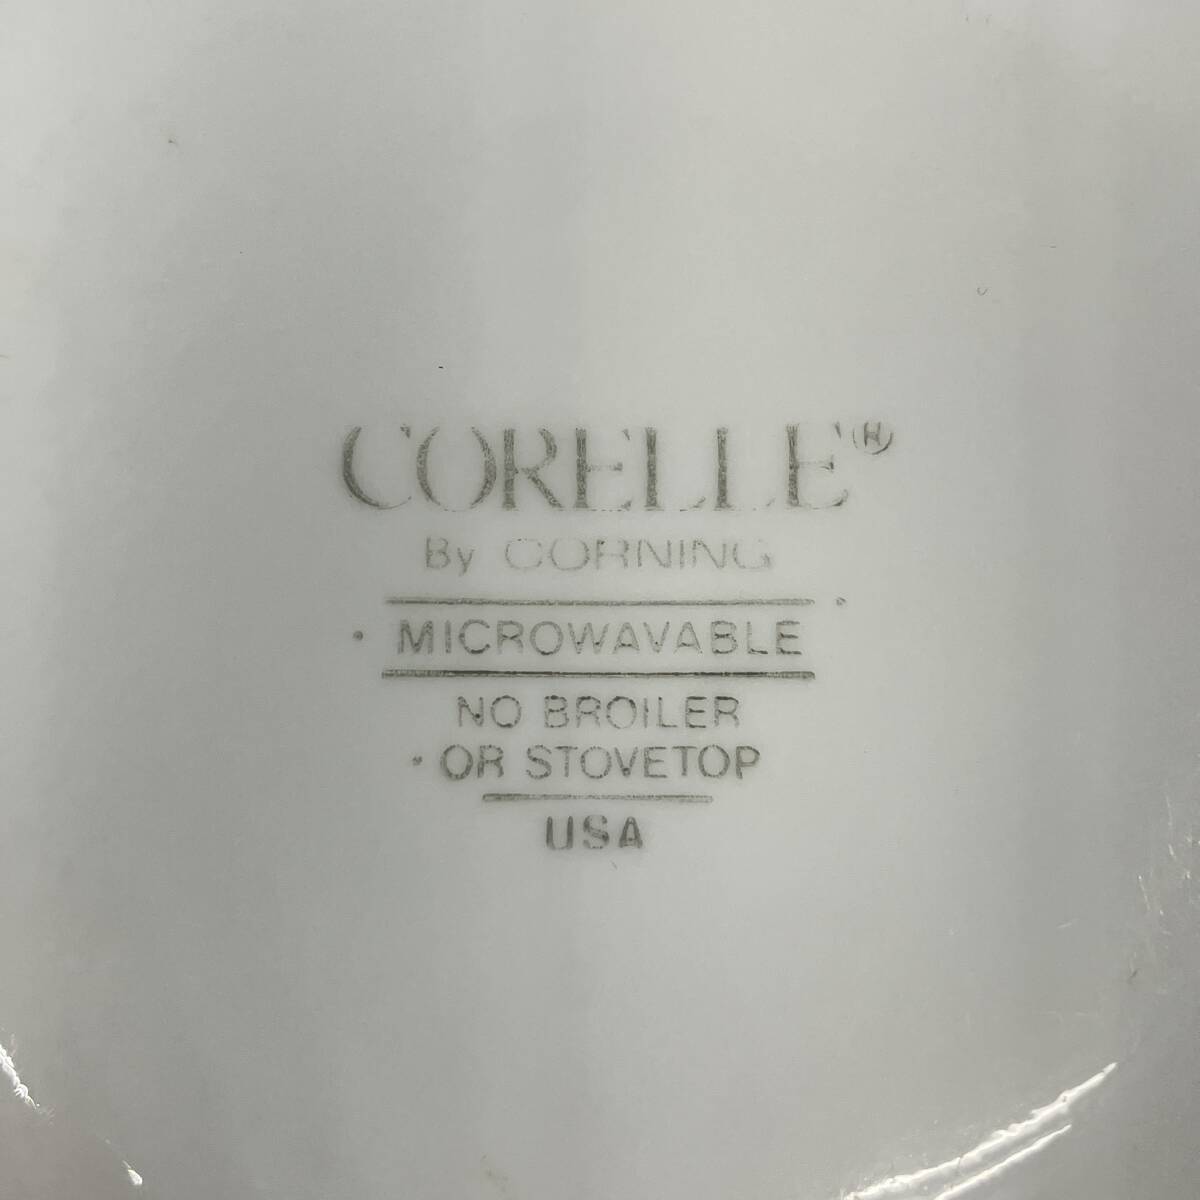 CORELLE®
By CORNING
• MICROWAVABLE
NO BROILER
• OR STOVETOP
USA